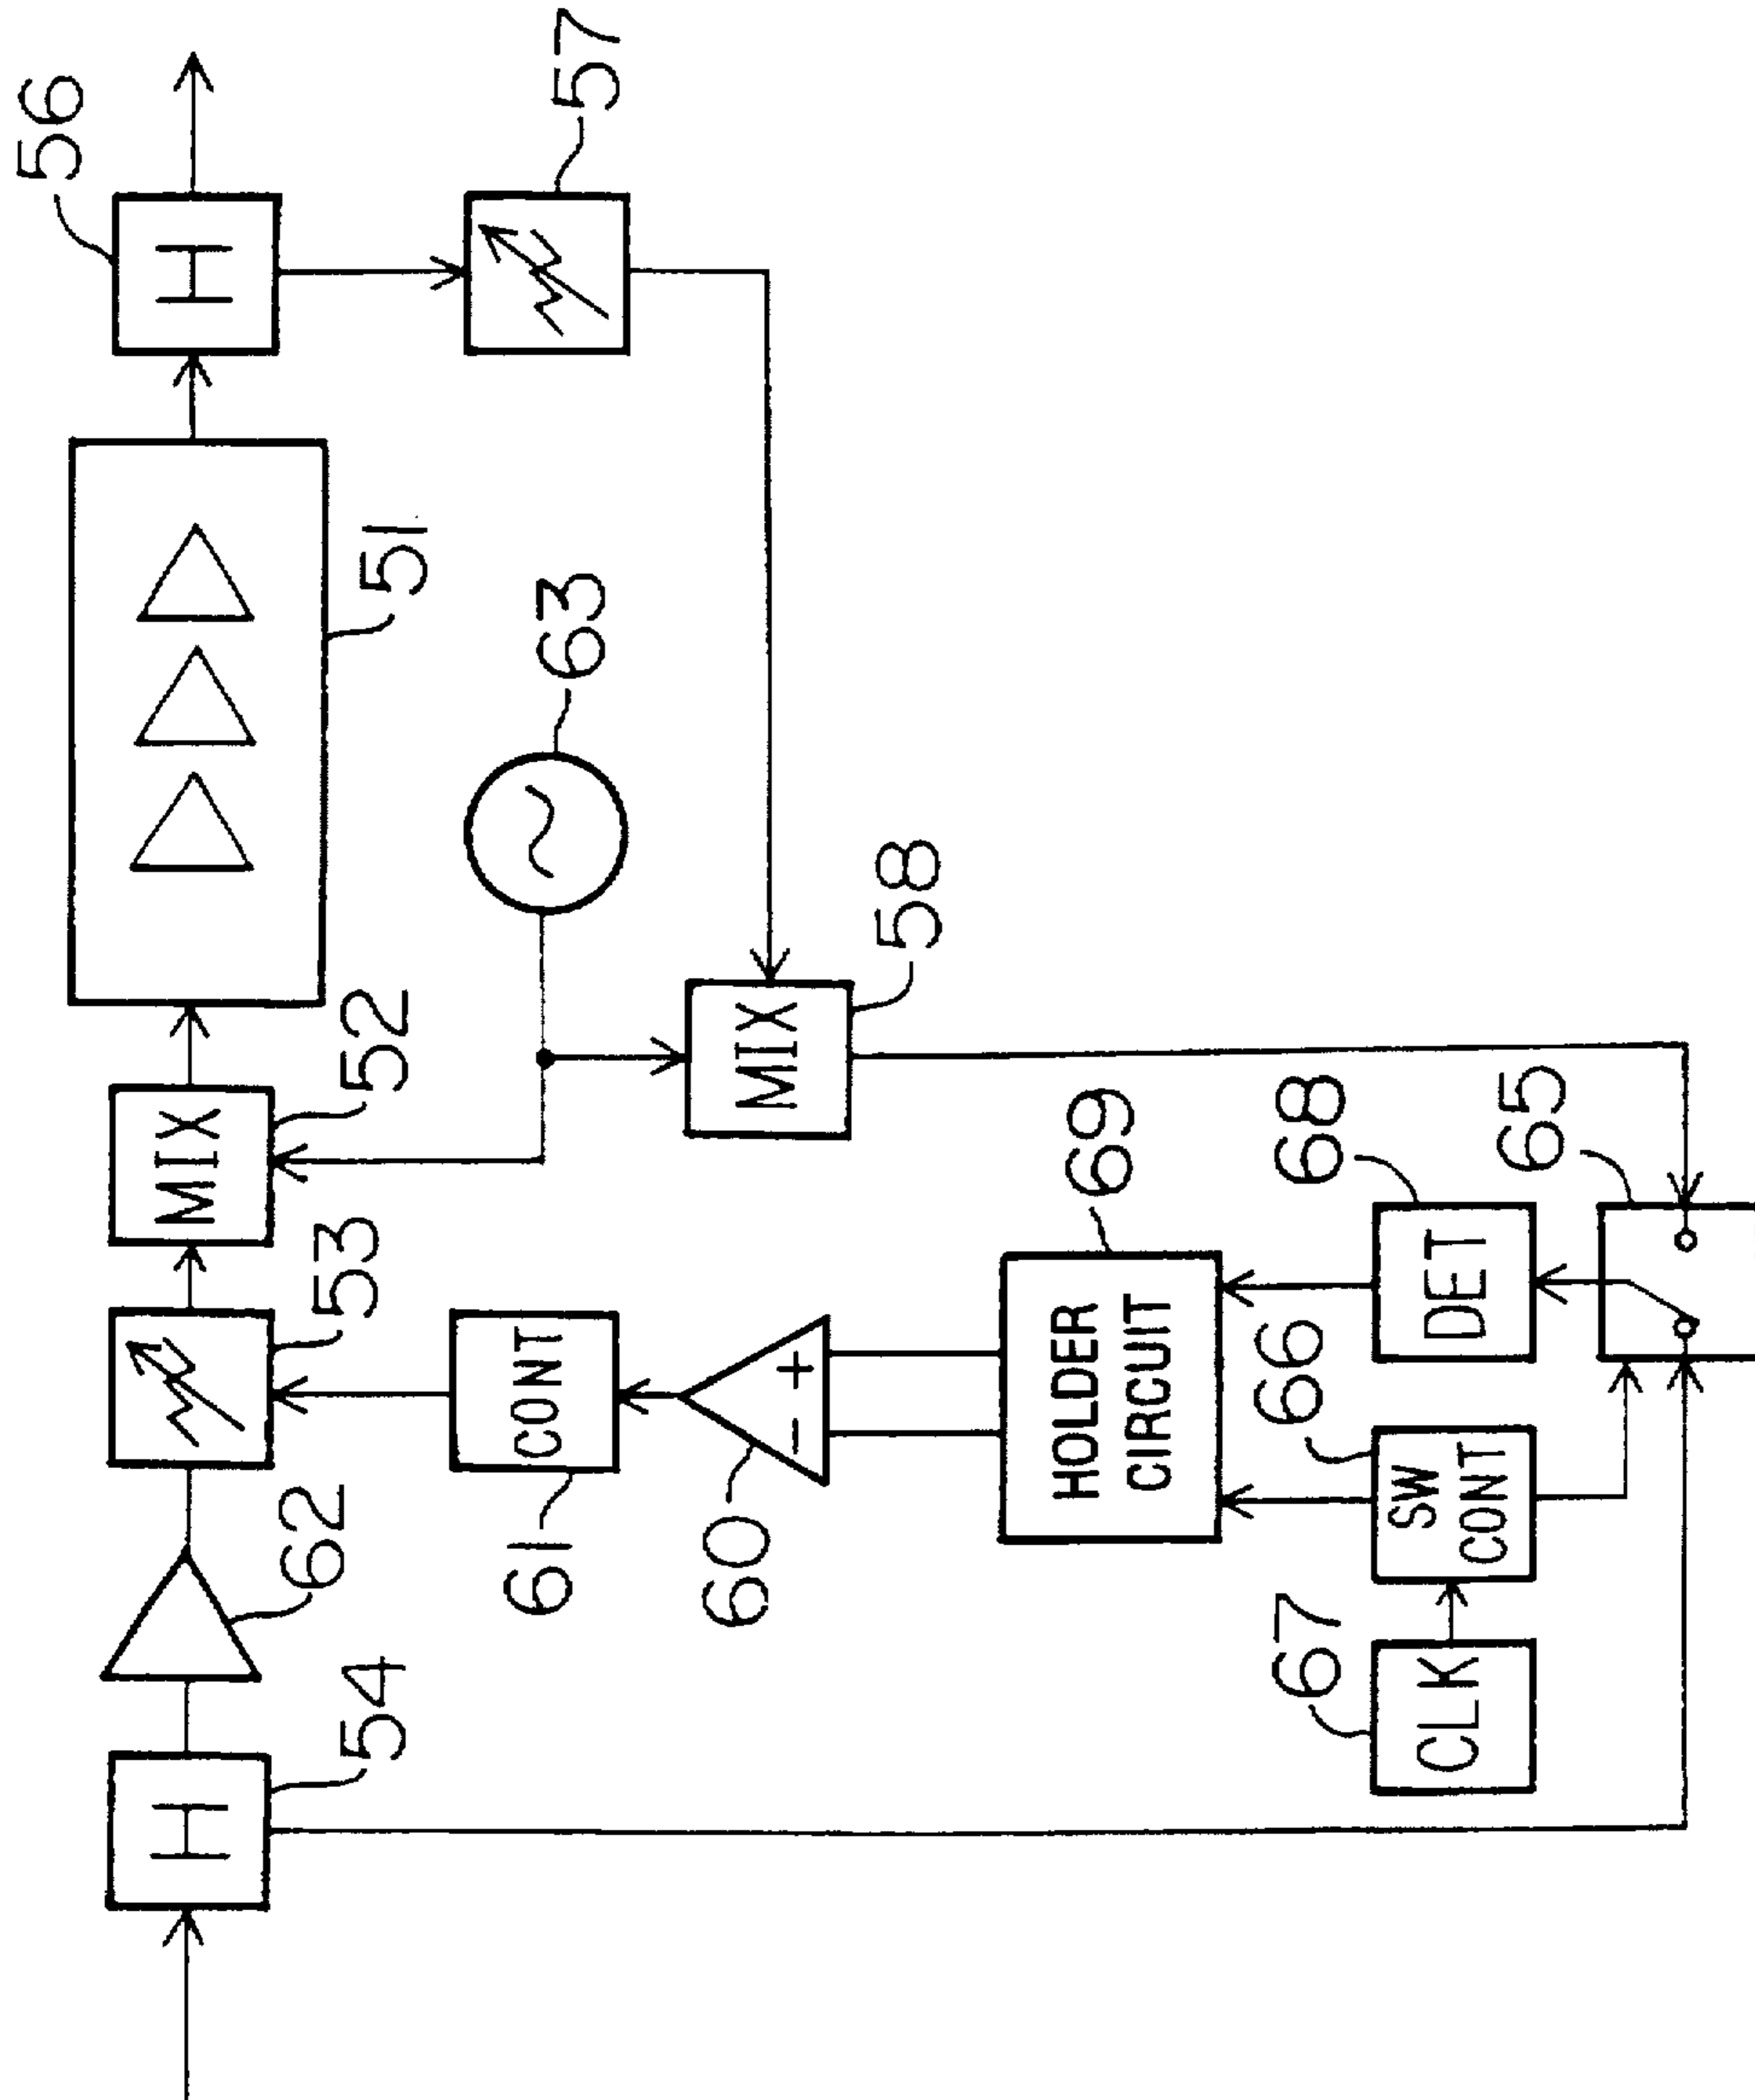 54
H
62
53
52
MIX
51
56
H
57
63
58
MIX
61
CONT
60
- +
69
HOLDER
CIRCUIT
67
CLK
66
SW
CONT
68
DET
65